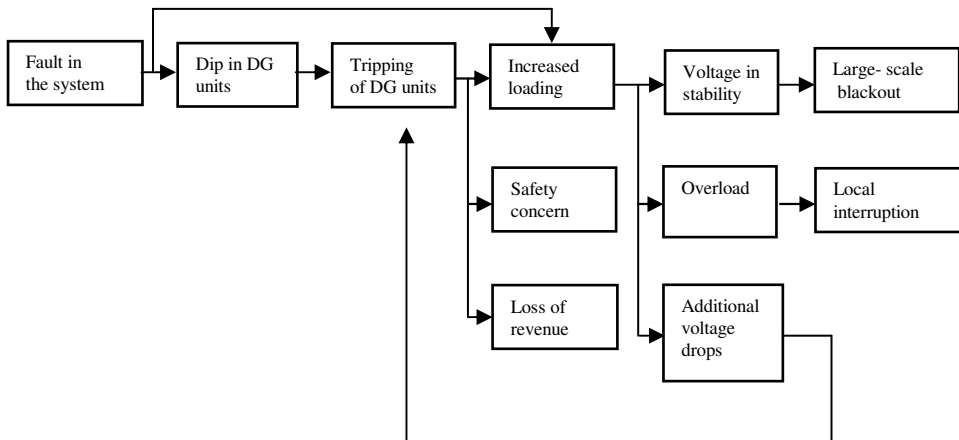 Fault in
the system
Dip in DG
units
Tripping
of DG units
Increased
loading
Voltage in
stability
Large- scale
blackout
Safety
concern
Overload
Local
interruption
Loss of
revenue
Additional
voltage
drops